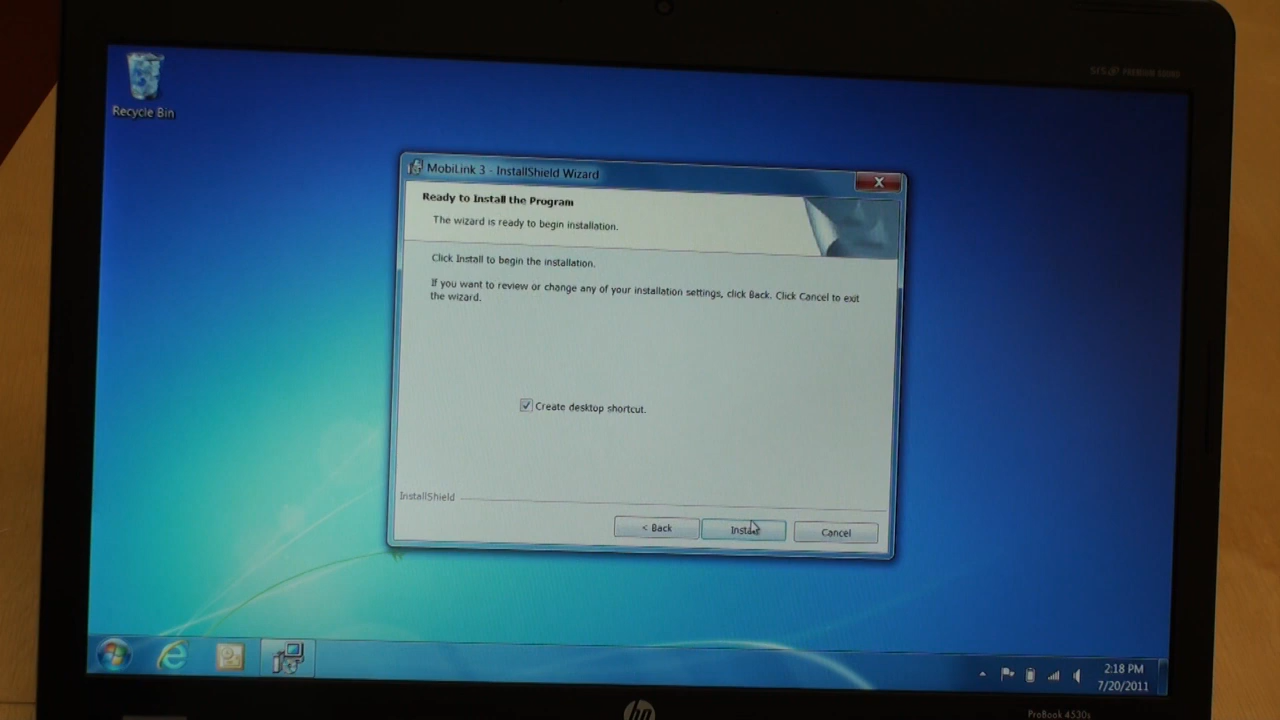 Recycle Bin
MobiLink 3 - InstallShield Wizard
Ready to Install the Program
The wizard is ready to begin installation.
Click Install to begin the installation.
If you want to review or change any of your installation settings, click Back. Click Cancel to exit
the wizard.
Create desktop shortcut.
InstallShield
< Back
Install
Cancel
2:18 PM
7/20/2011
hp
ProBook 4530s